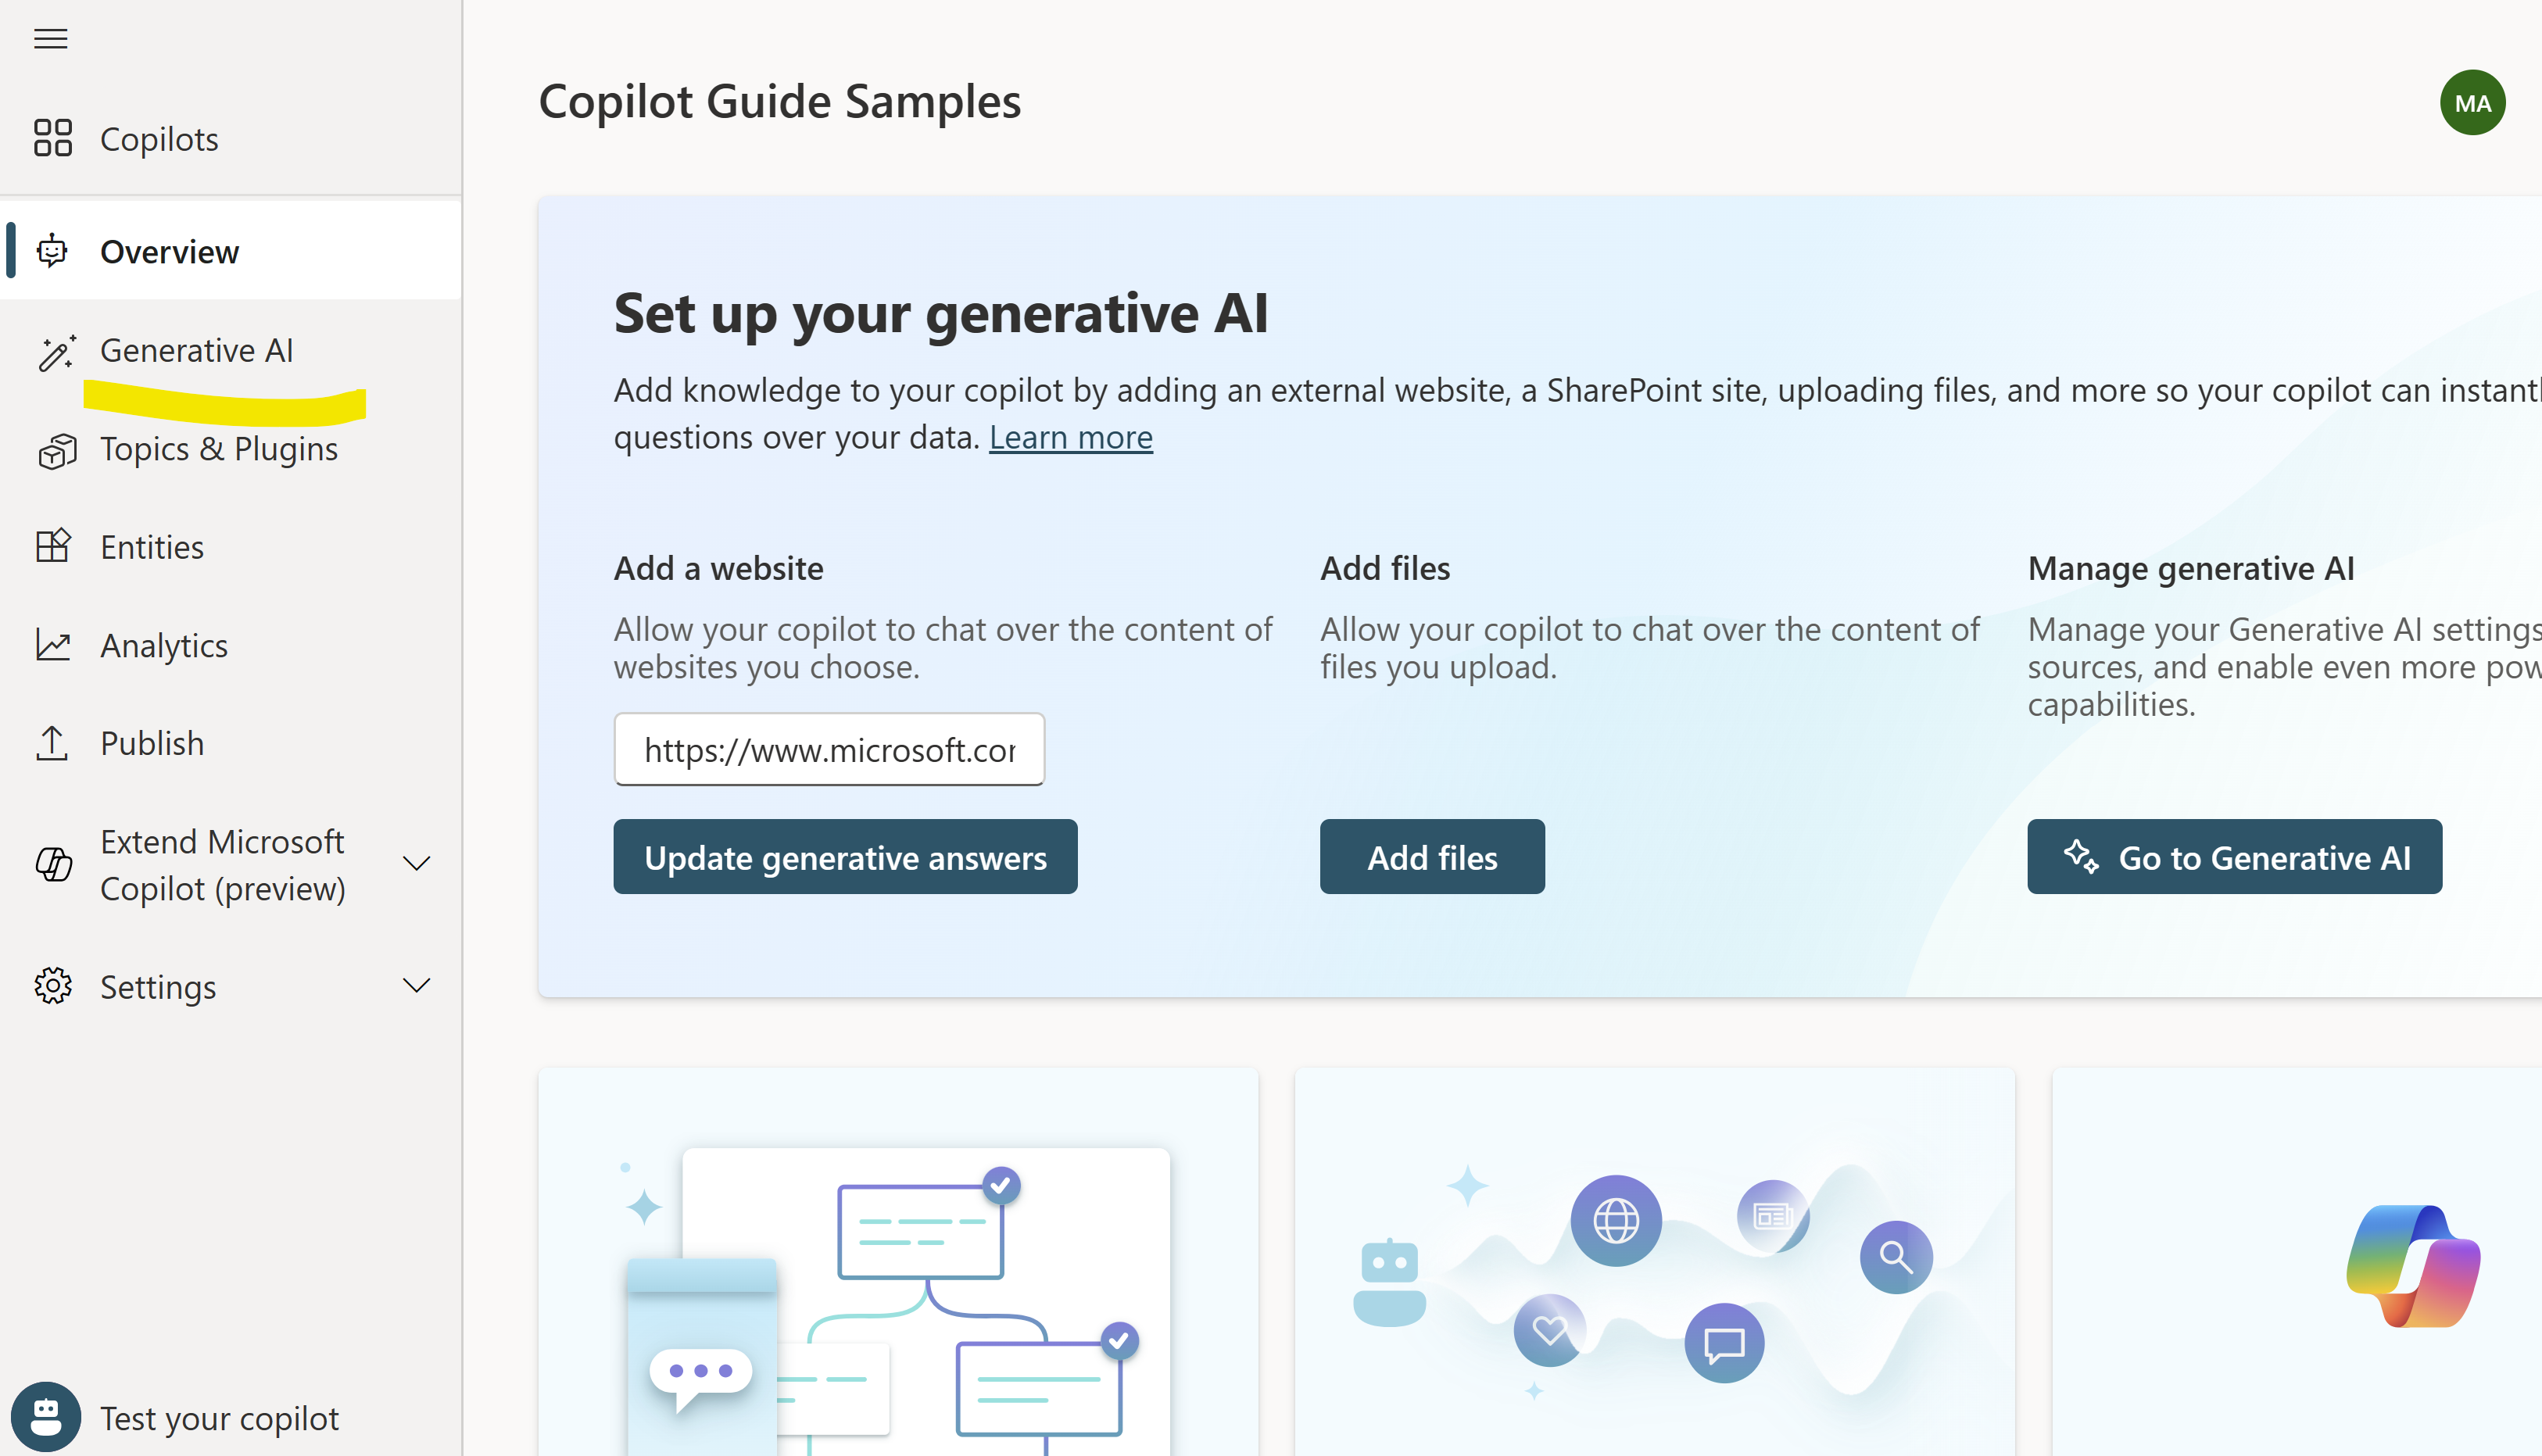 Copilots
Overview
Generative AI
Topics & Plugins
Entities
Analytics
Publish
Extend Microsoft
Copilot (preview)
Settings
Test your copilot
Copilot Guide Samples
MA
Set up your generative AI
Add knowledge to your copilot by adding an external website, a SharePoint site, uploading files, and more so your copilot can
questions over your data. Learn more
Add a website
Allow your copilot to chat over the content of
websites you choose.
https://www.microsoft.co
Update generative answers
Add files
Allow your copilot to chat over the content of
files you upload.
Add files
Manage generative AI
Manage your Generative AI settings
sources, and enable even more
capabilities.
Go to Generative AI